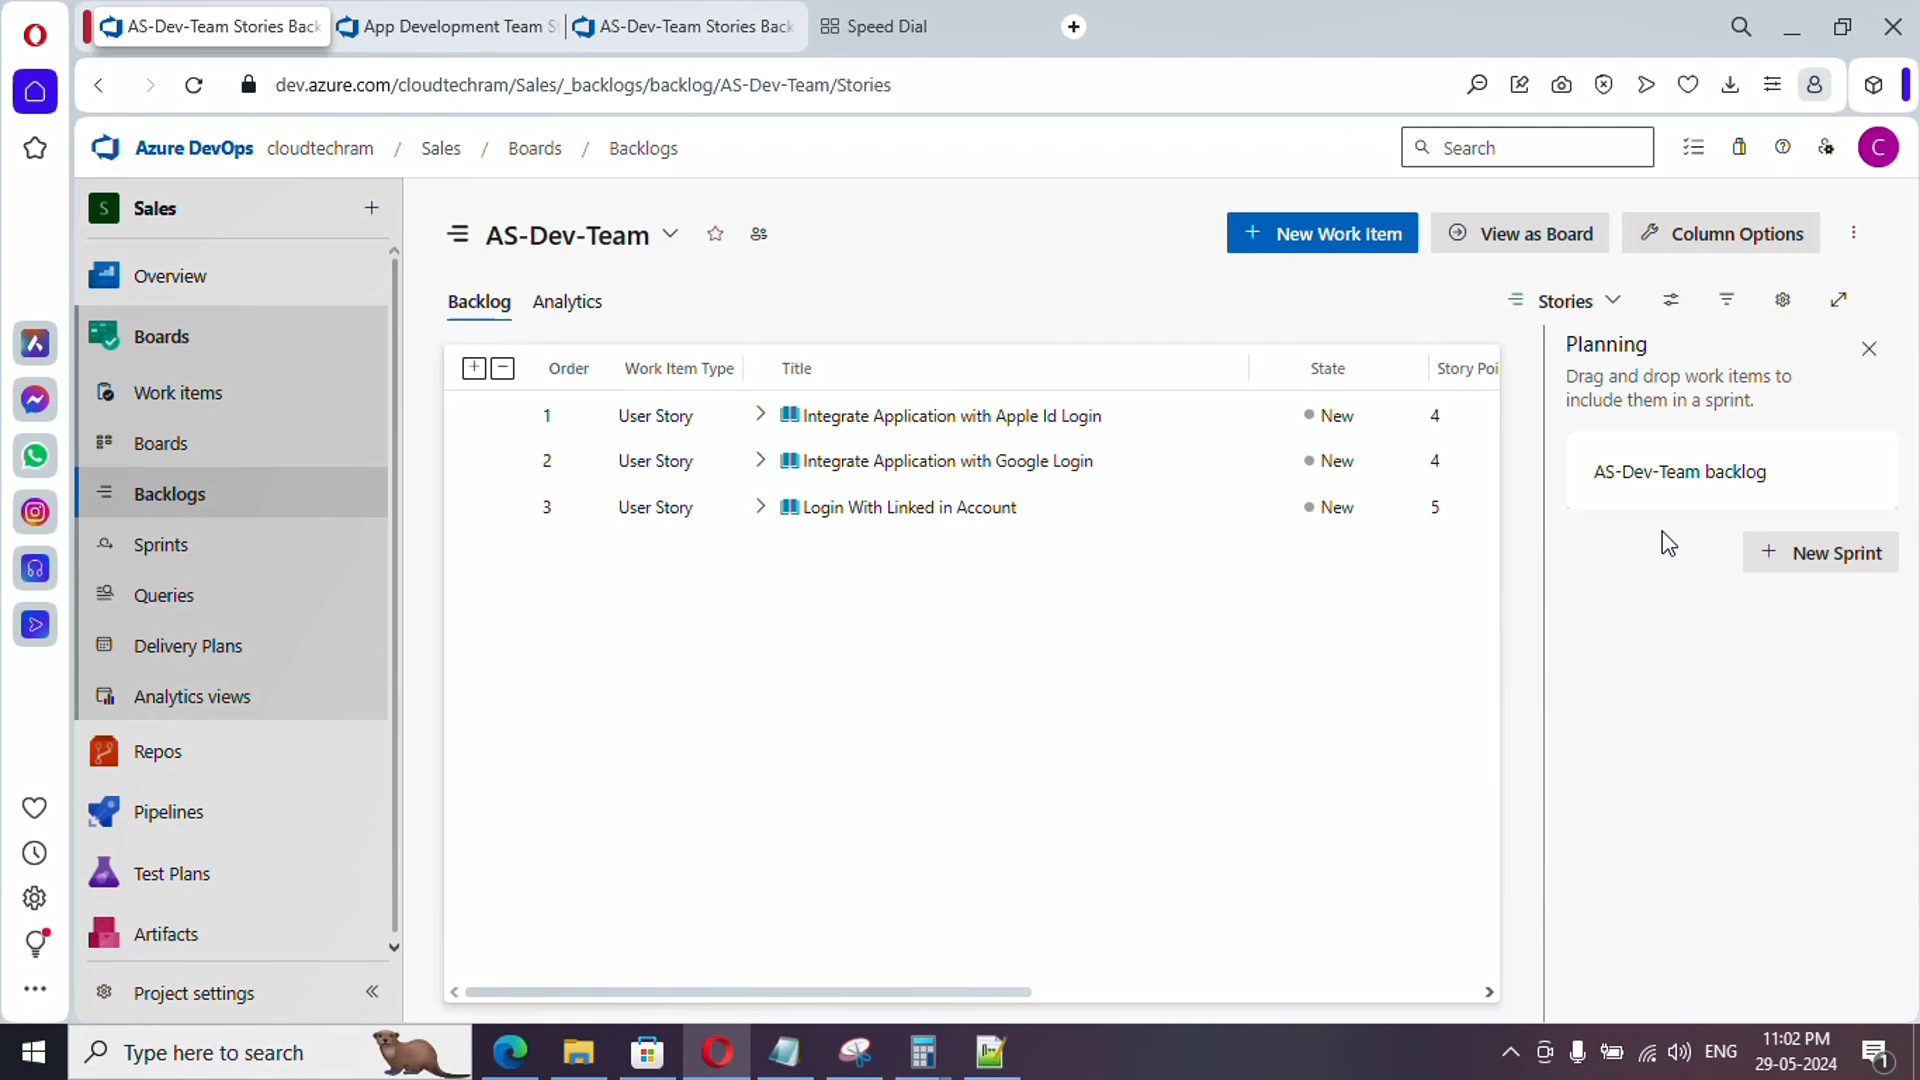 AS-Dev-Team Stories Back
App Development Team S
AS-Dev-Team Stories Back
Speed Dial
dev.azure.com/cloudtechram/Sales/_backlogs/backlog/AS-Dev-Team/Stories
Azure DevOps cloudtechram / Sales / Boards / Backlogs
Search
C
S Sales
Overview
Boards
Work items
Boards
Backlogs
Sprints
Queries
Delivery Plans
Analytics views
Repos
Pipelines
Test Plans
Artifacts
Project settings
AS-Dev-Team
New Work Item
View as Board
Column Options
Backlog Analytics
Stories
Order Work Item Type Title State Story Poi
1 User Story Integrate Application with Apple Id Login New 4
2 User Story Integrate Application with Google Login New 4
3 User Story Login With Linked in Account New 5
Planning
Drag and drop work items to
include them in a sprint.
AS-Dev-Team backlog
New Sprint
Type here to search
ENG
11:02 PM
29-05-2024
1